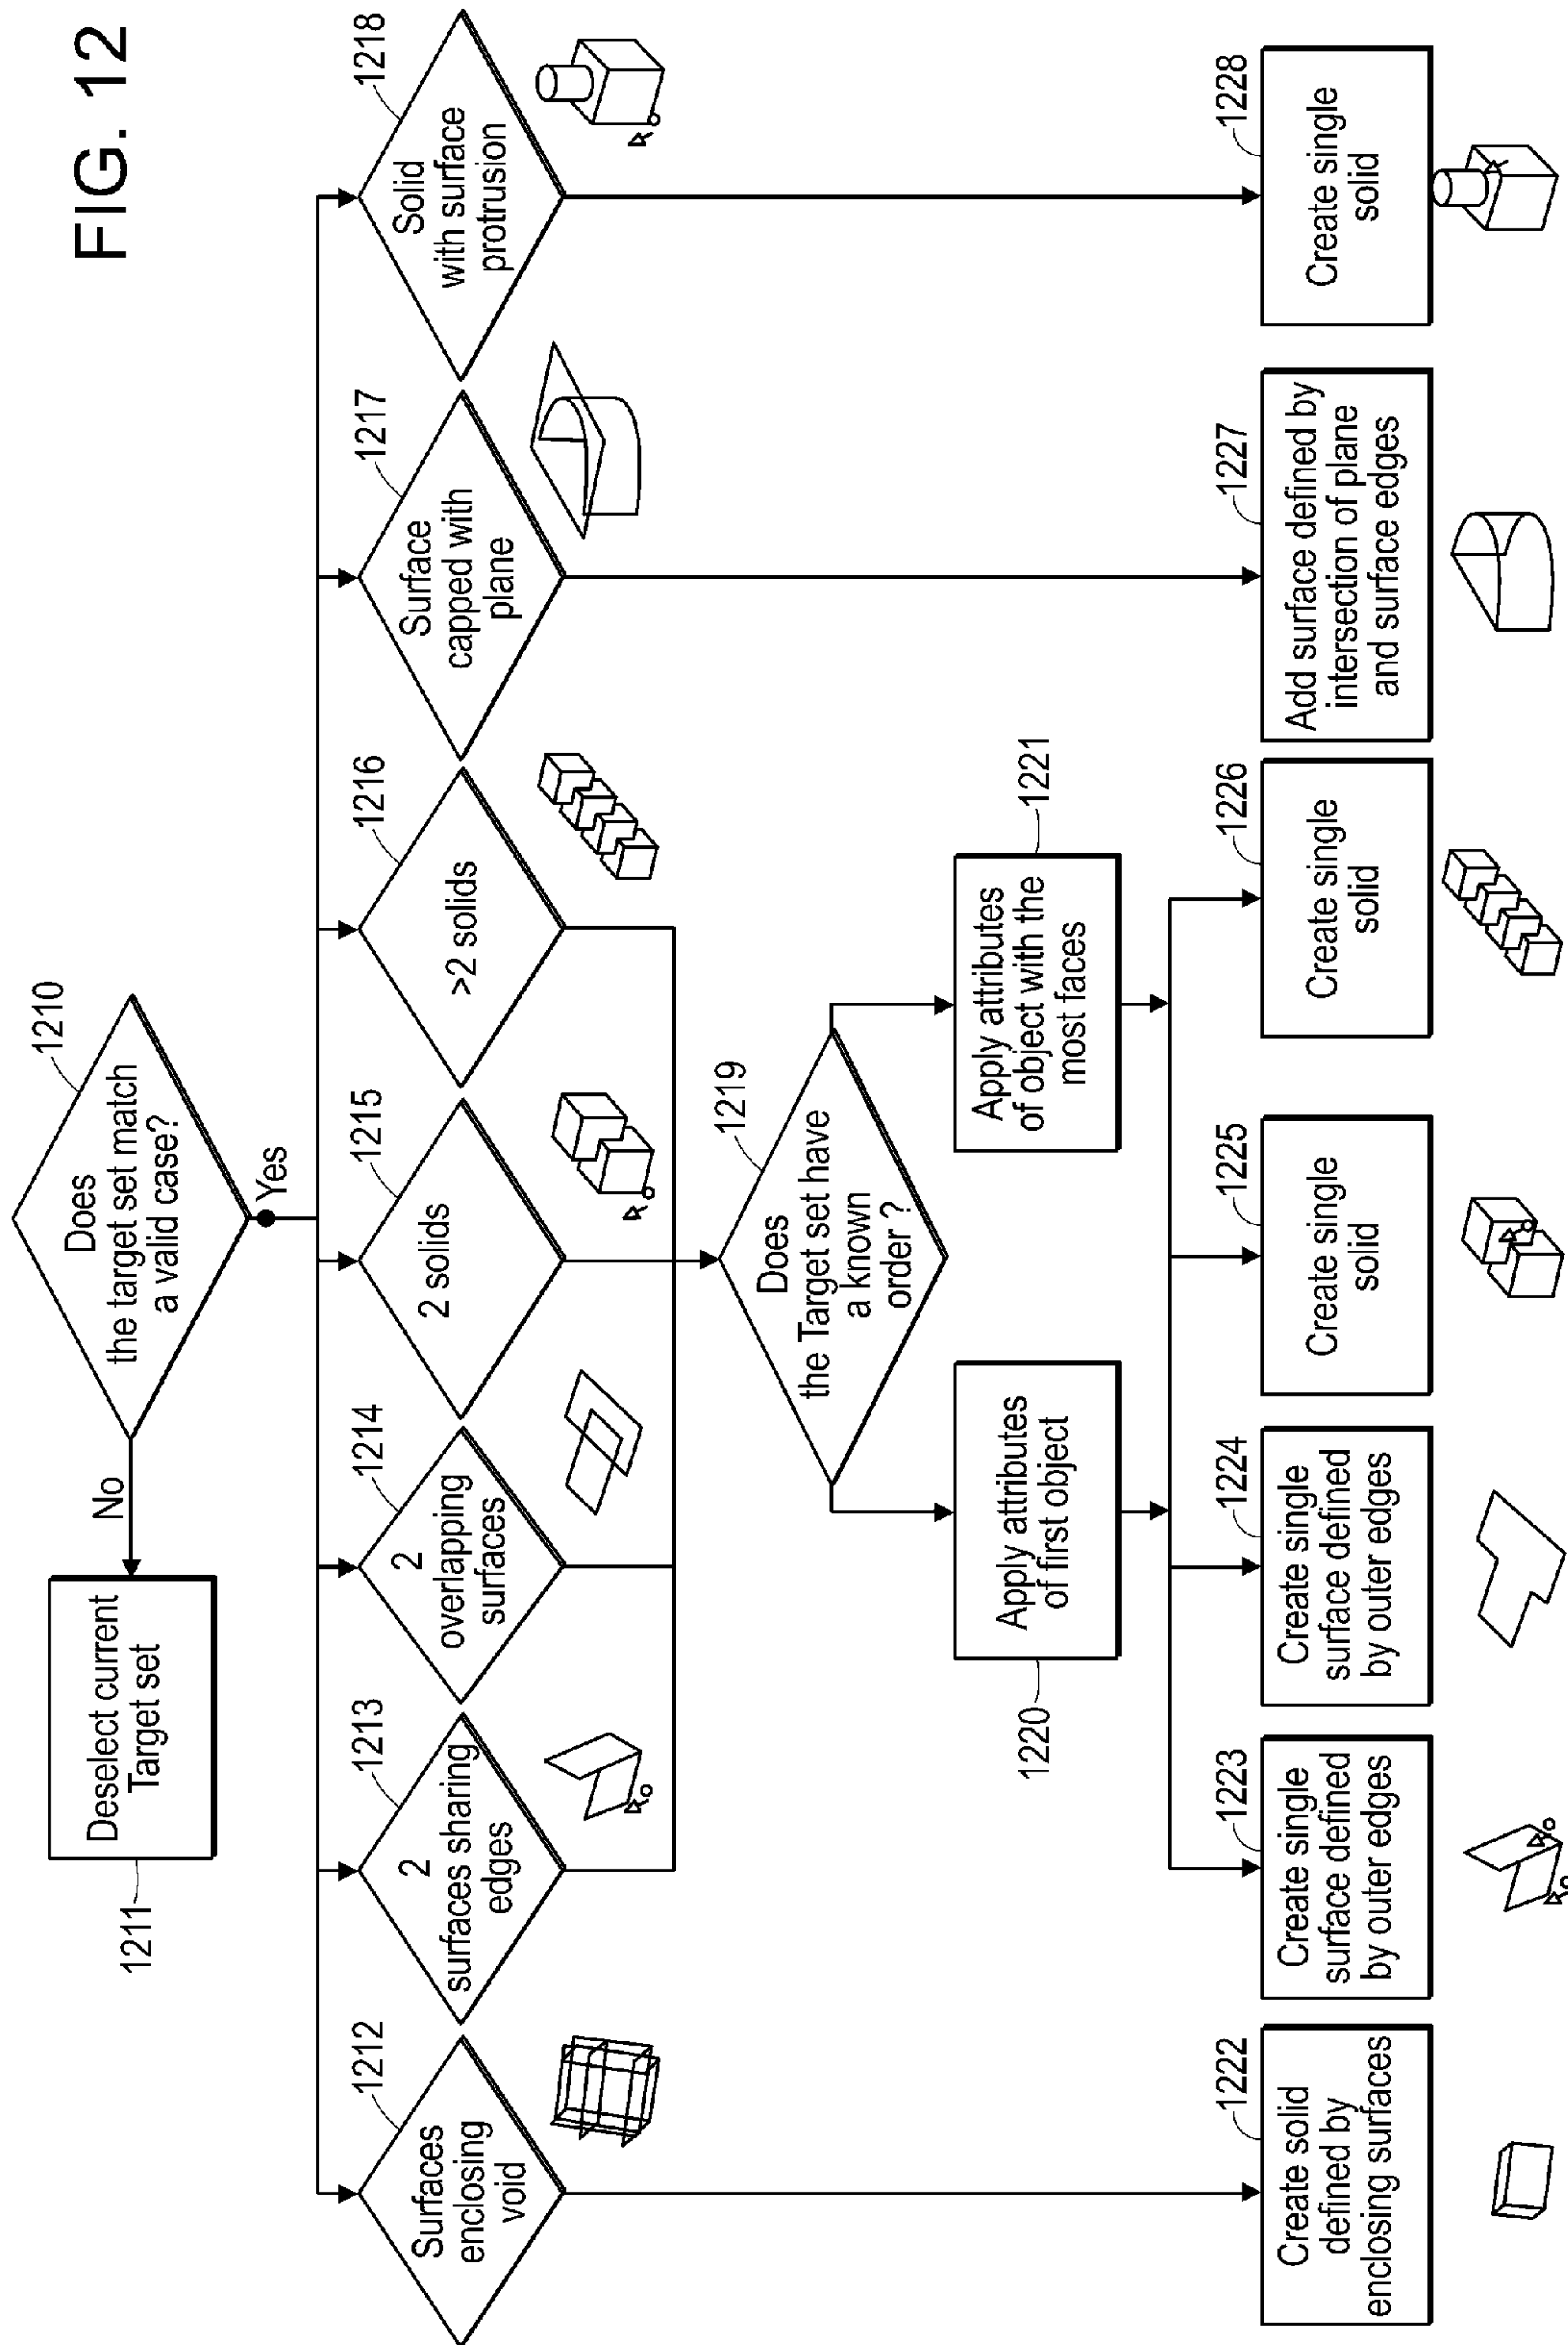 FIG. 12
1210
Does
the target set match
a valid case?
No
Yes
Deselect current
Target set
1211
1212
Surfaces
enclosing
void
1213
2
surfaces sharing
edges
1214
2
overlapping
surfaces
1215
2 solids
1216
>2 solids
1217
Surface
capped with
plane
1218
Solid
with surface
protrusion
1219
Does
the Target set have
a known
order ?
Apply attributes
of first object
1220
Apply attributes
of object with the
most faces
1221
1222
Create solid
defined by
enclosing surfaces
1223
Create single
surface defined
by outer edges
1224
Create single
surface defined
by outer edges
1225
Create single
solid
1226
Create single
solid
1227
Add surface defined by
intersection of plane
and surface edges
1228
Create single
solid